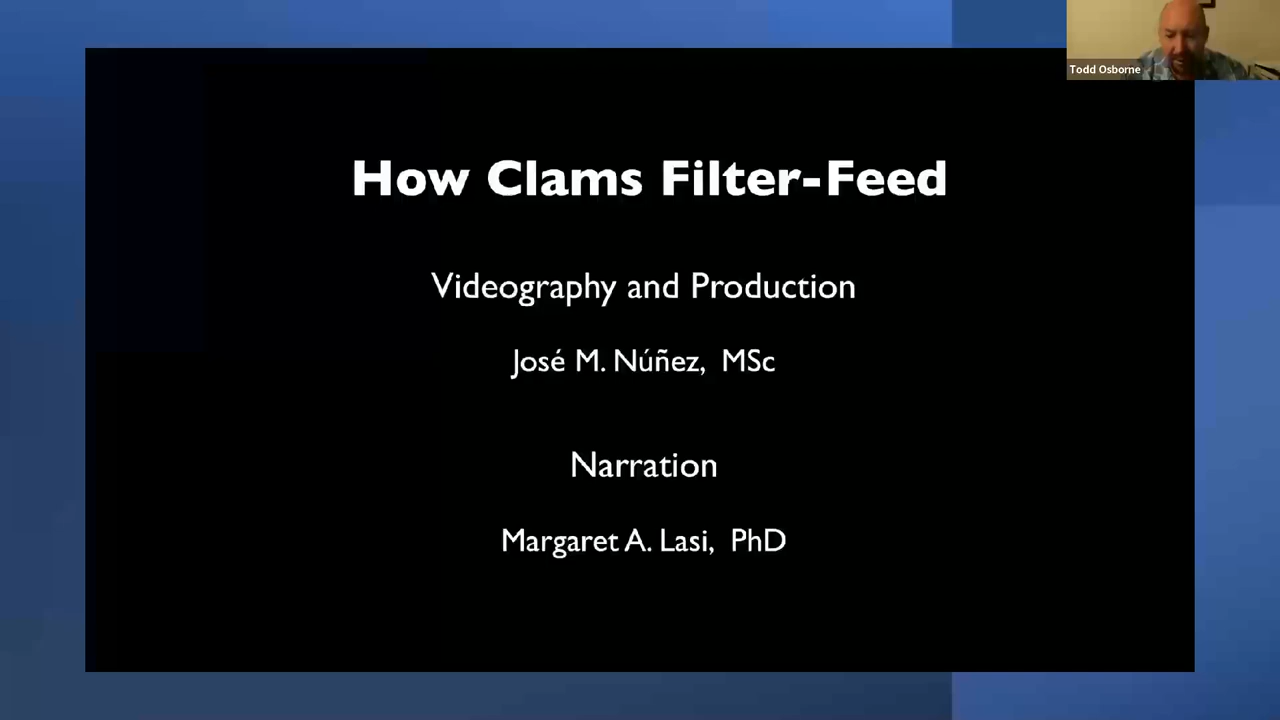 Todd Osborne
How Clams Filter-Feed
Videography and Production
José M. Núñez, MSc
Narration
Margaret A. Lasi, PhD